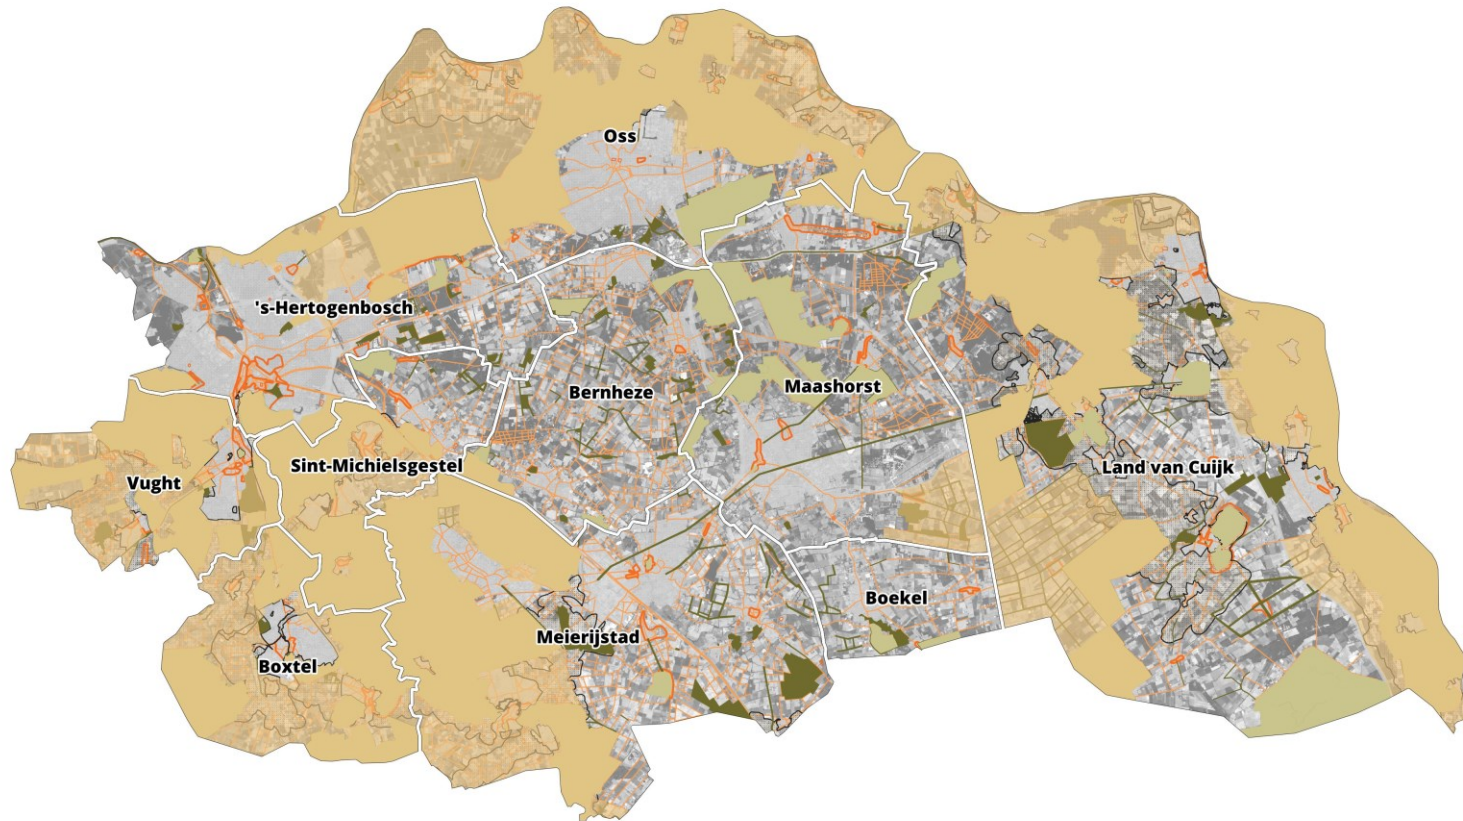 Oss
's-Hertogenbosch
Bernheze
Maashorst
Sint-Michielsgestel
Land van Cuijk
Vught
Boekel
Meierijstad
Boxtel